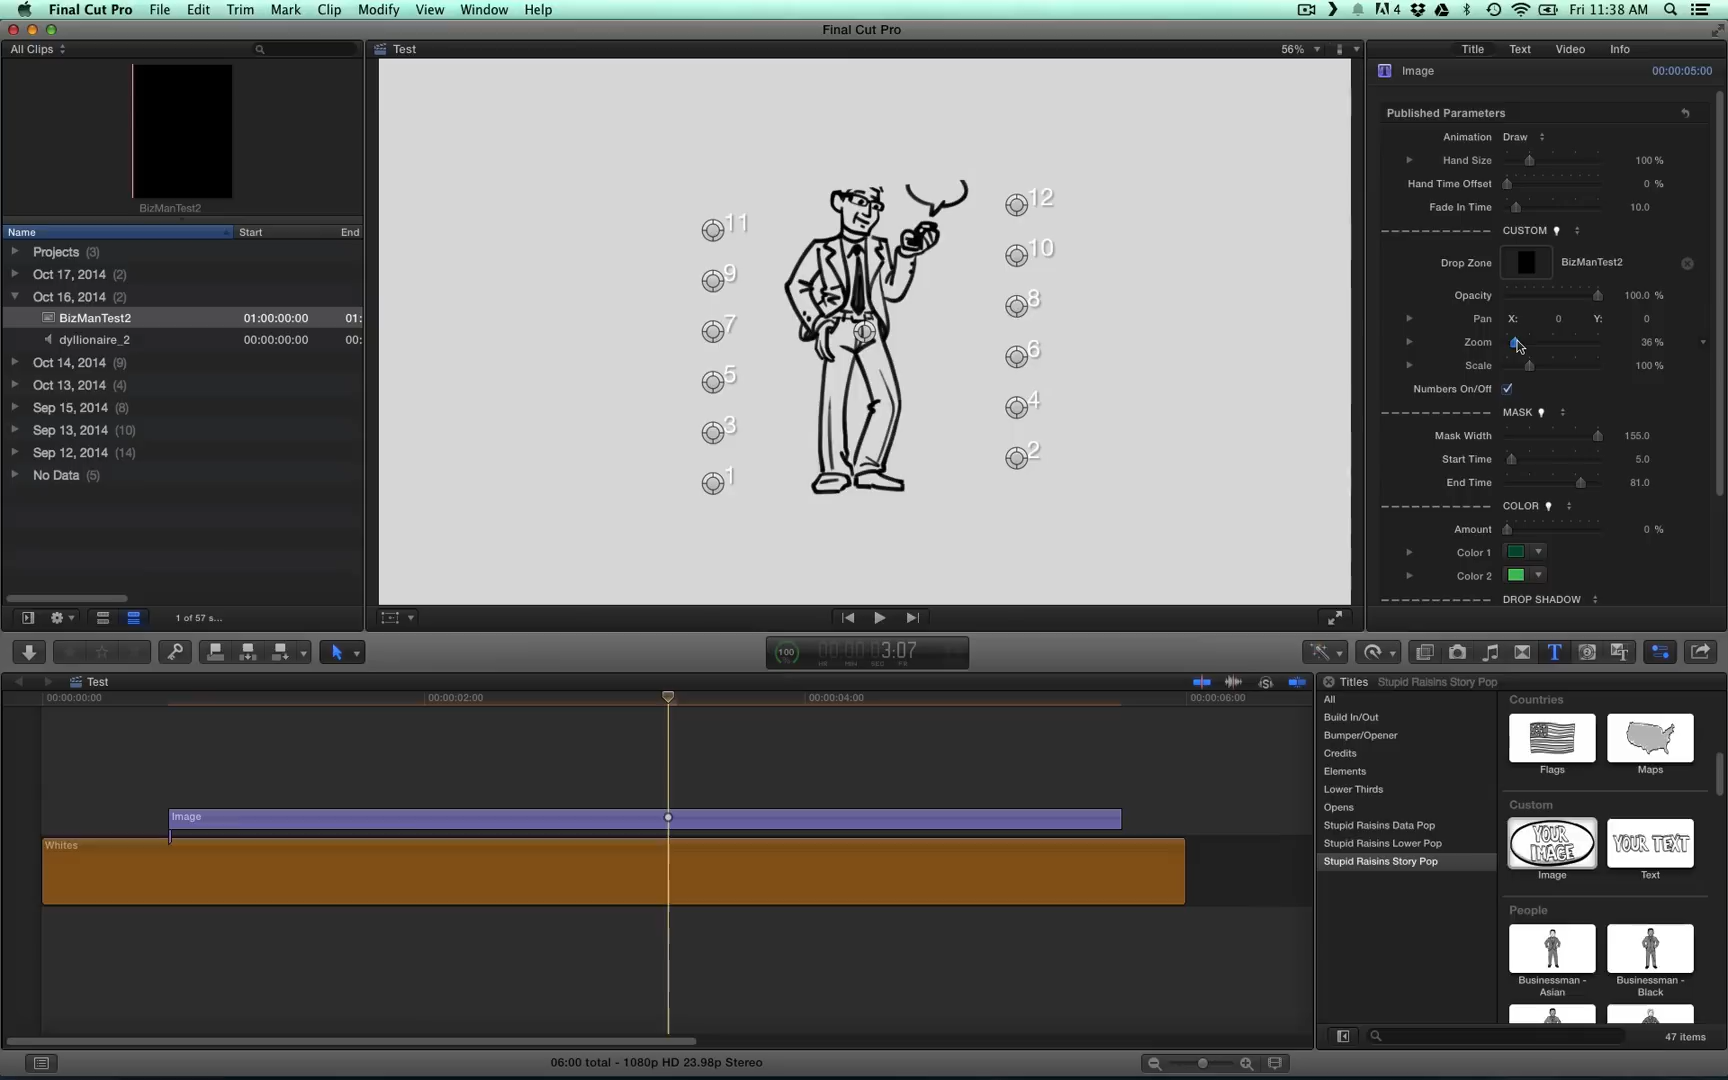 Final Cut Pro File Edit Trim Mark Clip Modify View Window Help 4 Fri 11:38 AM
Final Cut Pro
All Clips
BizManTest2
Name Start End
Projects (3)
Oct 17, 2014 (2)
Oct 16, 2014 (2)
BizManTest2 01:00:00:00 01:
dyllionaire_2 00:00:00:00 00:
Oct 14, 2014 (9)
Oct 13, 2014 (4)
Sep 15, 2014 (8)
Sep 13, 2014 (10)
Sep 12, 2014 (14)
No Data (5)
1 of 57 s...
Test 56%
11 12
9 10
7 8
5 6
3 4
1 2
Title Text Video Info
Image 00:00:05:00
Published Parameters
Animation Draw
Hand Size 100 %
Hand Time Offset 0 %
Fade In Time 10.0
CUSTOM
Drop Zone BizManTest2
Opacity 100.0 %
Pan X: 0 Y: 0
Zoom 36 %
Scale 100 %
Numbers On/Off
MASK
Mask Width 155.0
Start Time 5.0
End Time 81.0
COLOR
Amount 0 %
Color 1
Color 2
DROP SHADOW
100 00:00:03:07
HR MIN SEC FR
Test
00:00:00:00 00:00:02:00 00:00:04:00 00:00:06:00
Image
Whites
06:00 total - 1080p HD 23.98p Stereo
Titles Stupid Raisins Story Pop
All
Build In/Out
Bumper/Opener
Credits
Elements
Lower Thirds
Opens
Stupid Raisins Data Pop
Stupid Raisins Lower Pop
Stupid Raisins Story Pop
Countries
Flags Maps
Custom
YOUR IMAGE YOUR TEXT
Image Text
People
Businessman - Asian
Businessman - Black
47 items